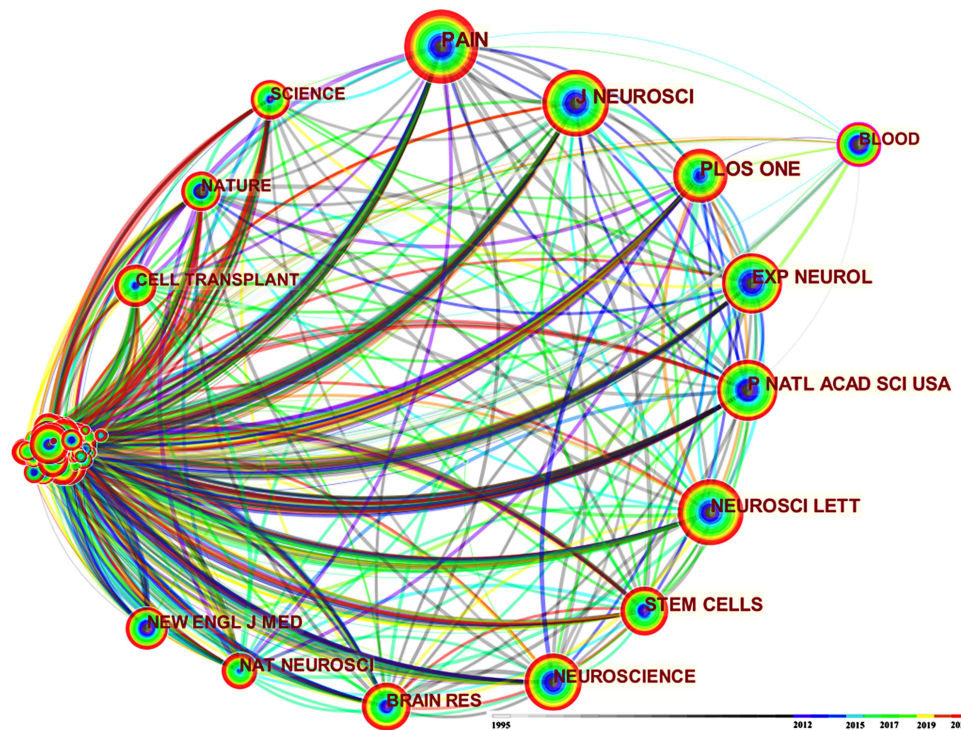 PAIN
SCIENCE
J NEUROSCI
BLOOD
PLOS ONE
NATURE
CELL TRANSPLANT
EXP NEUROL
P NATL ACAD SCI USA
NEUROSCI LETT
STEM CELLS
NEW ENGL J MED
NAT NEUROSCI
NEUROSCIENCE
BRAIN RES
1995 2012 2015 2017 2019